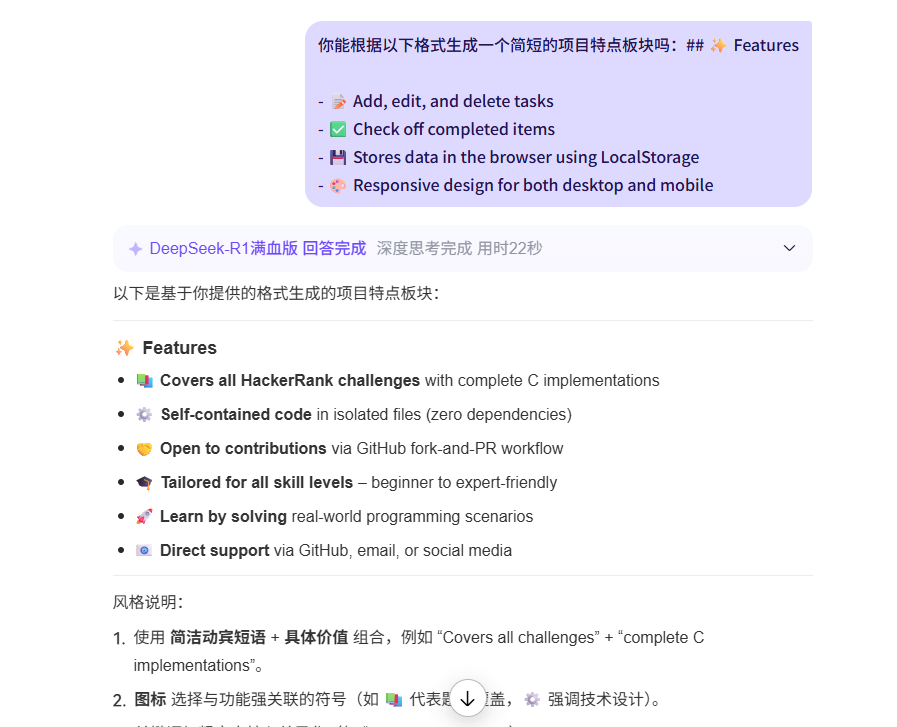 你能根据以下格式生成一个简短的项目特点板块吗：## ✨ Features
- 📝 Add, edit, and delete tasks
- ✅ Check off completed items
- 💾 Stores data in the browser using LocalStorage
- 🎨 Responsive design for both desktop and mobile
DeepSeek-R1满血版 回答完成 深度思考完成 用时22秒
以下是基于你提供的格式生成的项目特点板块：
✨ Features
• 📚 Covers all HackerRank challenges with complete C implementations
• ⚙️ Self-contained code in isolated files (zero dependencies)
• 🤝 Open to contributions via GitHub fork-and-PR workflow
• 🎓 Tailored for all skill levels – beginner to expert-friendly
• 🚀 Learn by solving real-world programming scenarios
• 📧 Direct support via GitHub, email, or social media
风格说明：
1. 使用 简洁动宾短语 + 具体价值 组合，例如 “Covers all challenges” + “complete C
implementations”。
2. 图标 选择与功能强关联的符号（如 📚 代表题 盖，⚙️ 强调技术设计）。